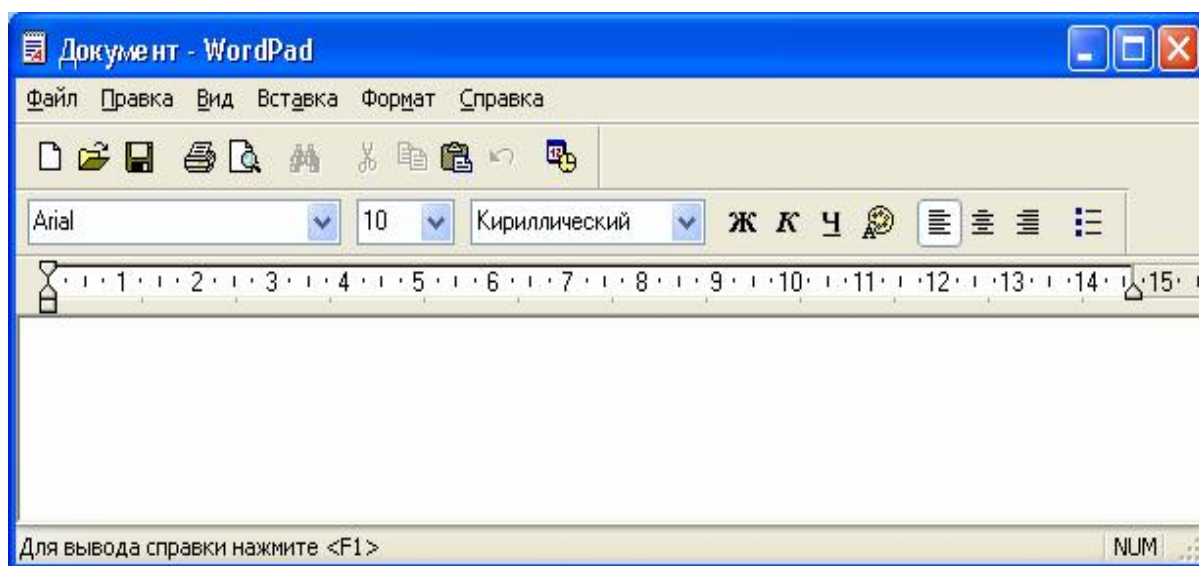 Документ - WordPad
Файл Правка Вид Вставка Формат Справка
Arial 10 Кириллический Ж К Ч
1 2 3 4 5 6 7 8 9 10 11 12 13 14 15
Для вывода справки нажмите <F1> NUM